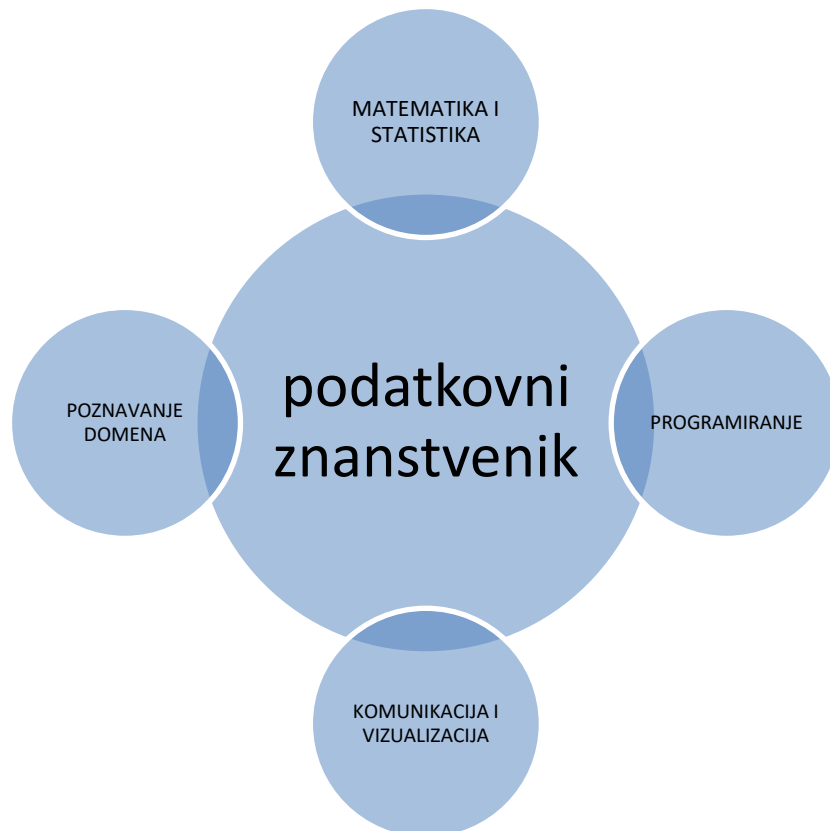 MATEMATIKA I
STATISTIKA
podatkovni
znanstvenik
POZNAVANJE
DOMENA
PROGRAMIRANJE
KOMUNIKACIJA I
VIZUALIZACIJA